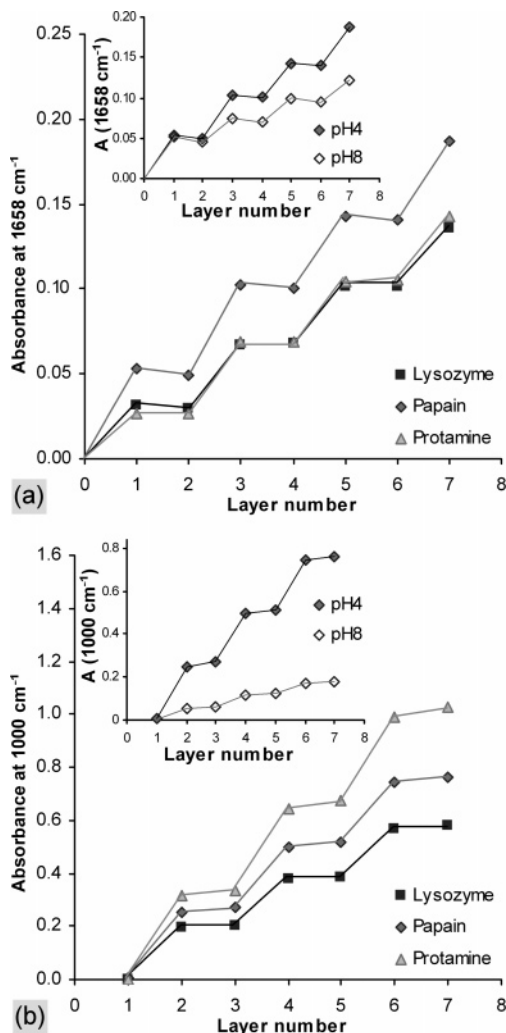 0.25
0.20
0.15
0.10
0.05
0.00
Absorbance at 1658 cm⁻¹
0 1 2 3 4 5 6 7 8
Layer number
0.20
0.15
0.10
0.05
0.00
A (1658 cm⁻¹)
pH4
pH8
0 1 2 3 4 5 6 7 8
Layer number
Lysozyme
Papain
Protamine
(a)
1.6
1.4
1.2
1.0
0.8
0.6
0.4
0.2
0.0
Absorbance at 1000 cm⁻¹
0 1 2 3 4 5 6 7 8
Layer number
0.8
0.6
0.4
0.2
0
A (1000 cm⁻¹)
pH4
pH8
0 1 2 3 4 5 6 7 8
Layer number
Lysozyme
Papain
Protamine
(b)